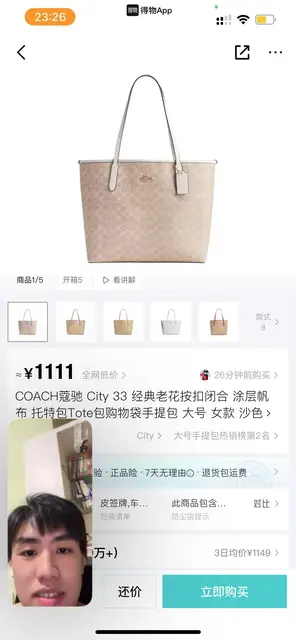 23:26
得物App
COACH
商品1/5
开箱5
看讲解
款式
8
≈¥1111 全网低价
26分钟前购买
COACH蔻驰 City 33 经典老花按扣闭合 涂层帆
布 托特包Tote包购物袋手提包 大号 女款 沙色
City
大号手提包热销榜第2名
验 · 正品险 · 7天无理由 · 退货包运费
皮签牌,车…
包装清单
此商品包含…
防尘袋提示
对比
万+)
3日均价¥1149
还价
立即购买